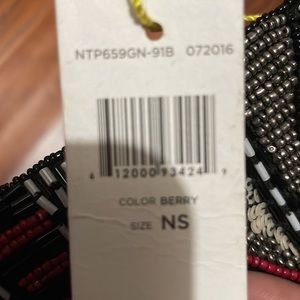 NTP659GN-91B 072016
6 12000 93424 9
COLOR BERRY
SIZE NS